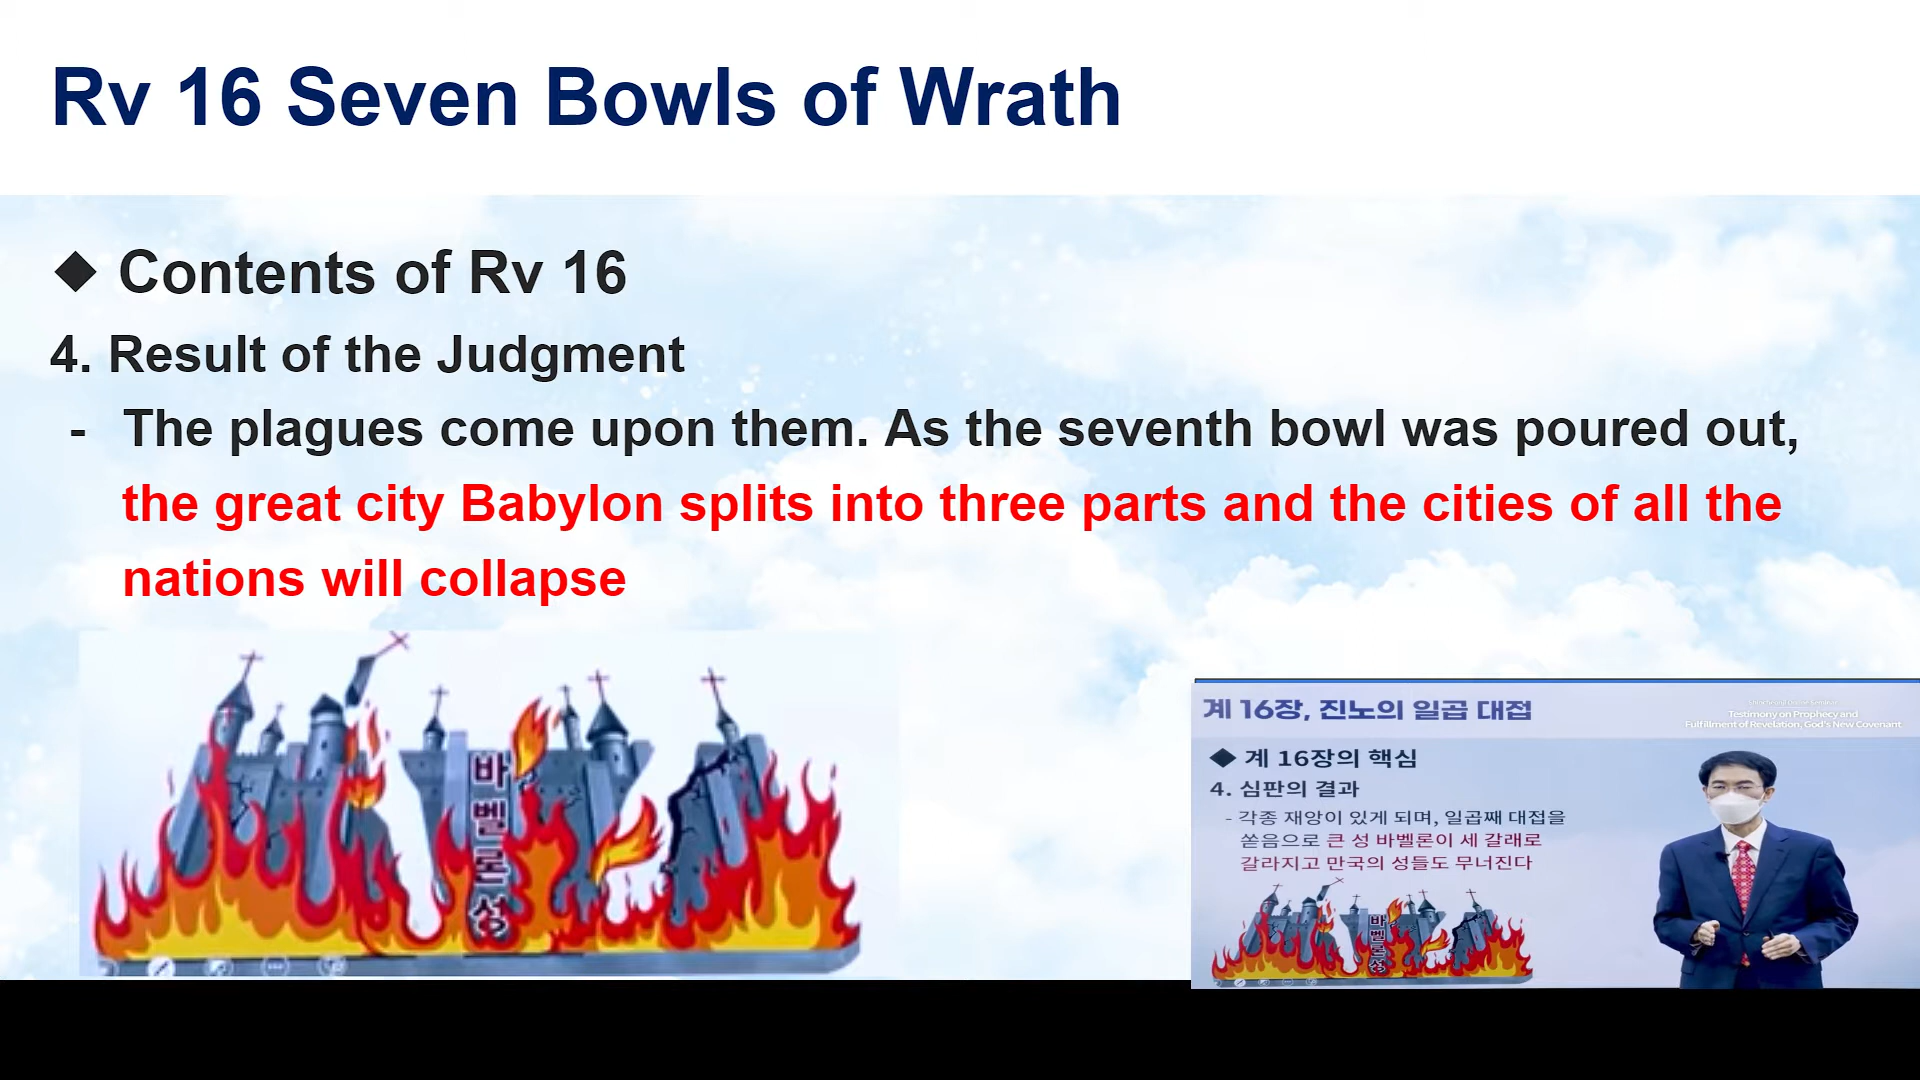 Rv 16 Seven Bowls of Wrath
◆ Contents of Rv 16
4. Result of the Judgment
- The plagues come upon them. As the seventh bowl was poured out,
the great city Babylon splits into three parts and the cities of all the
nations will collapse
바벨론성
계 16장, 진노의 일곱 대접
Testimony on Prophecy and
Fulfillment of Revelation, God's New Covenant
◆ 계 16장의 핵심
4. 심판의 결과
- 각종 재앙이 있게 되며, 일곱째 대접을
쏟음으로 큰 성 바벨론이 세 갈래로
갈라지고 만국의 성들도 무너진다
바벨론성